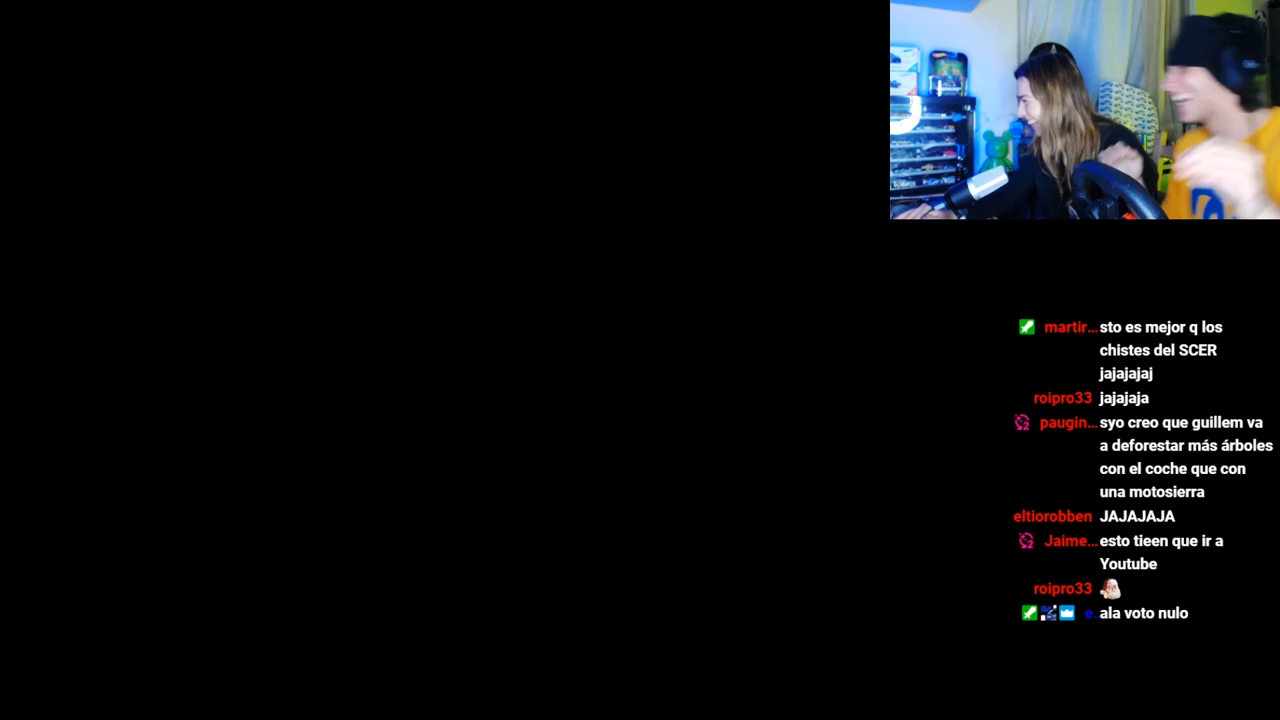 martir... sto es mejor q los
chistes del SCER
jajajajaj
roipro33 jajajaja
paugin... syo creo que guillem va
a deforestar más árboles
con el coche que con
una motosierra
eltiorobben JAJAJAJA
Jaime... esto tieen que ir a
Youtube
roipro33
e... ala voto nulo